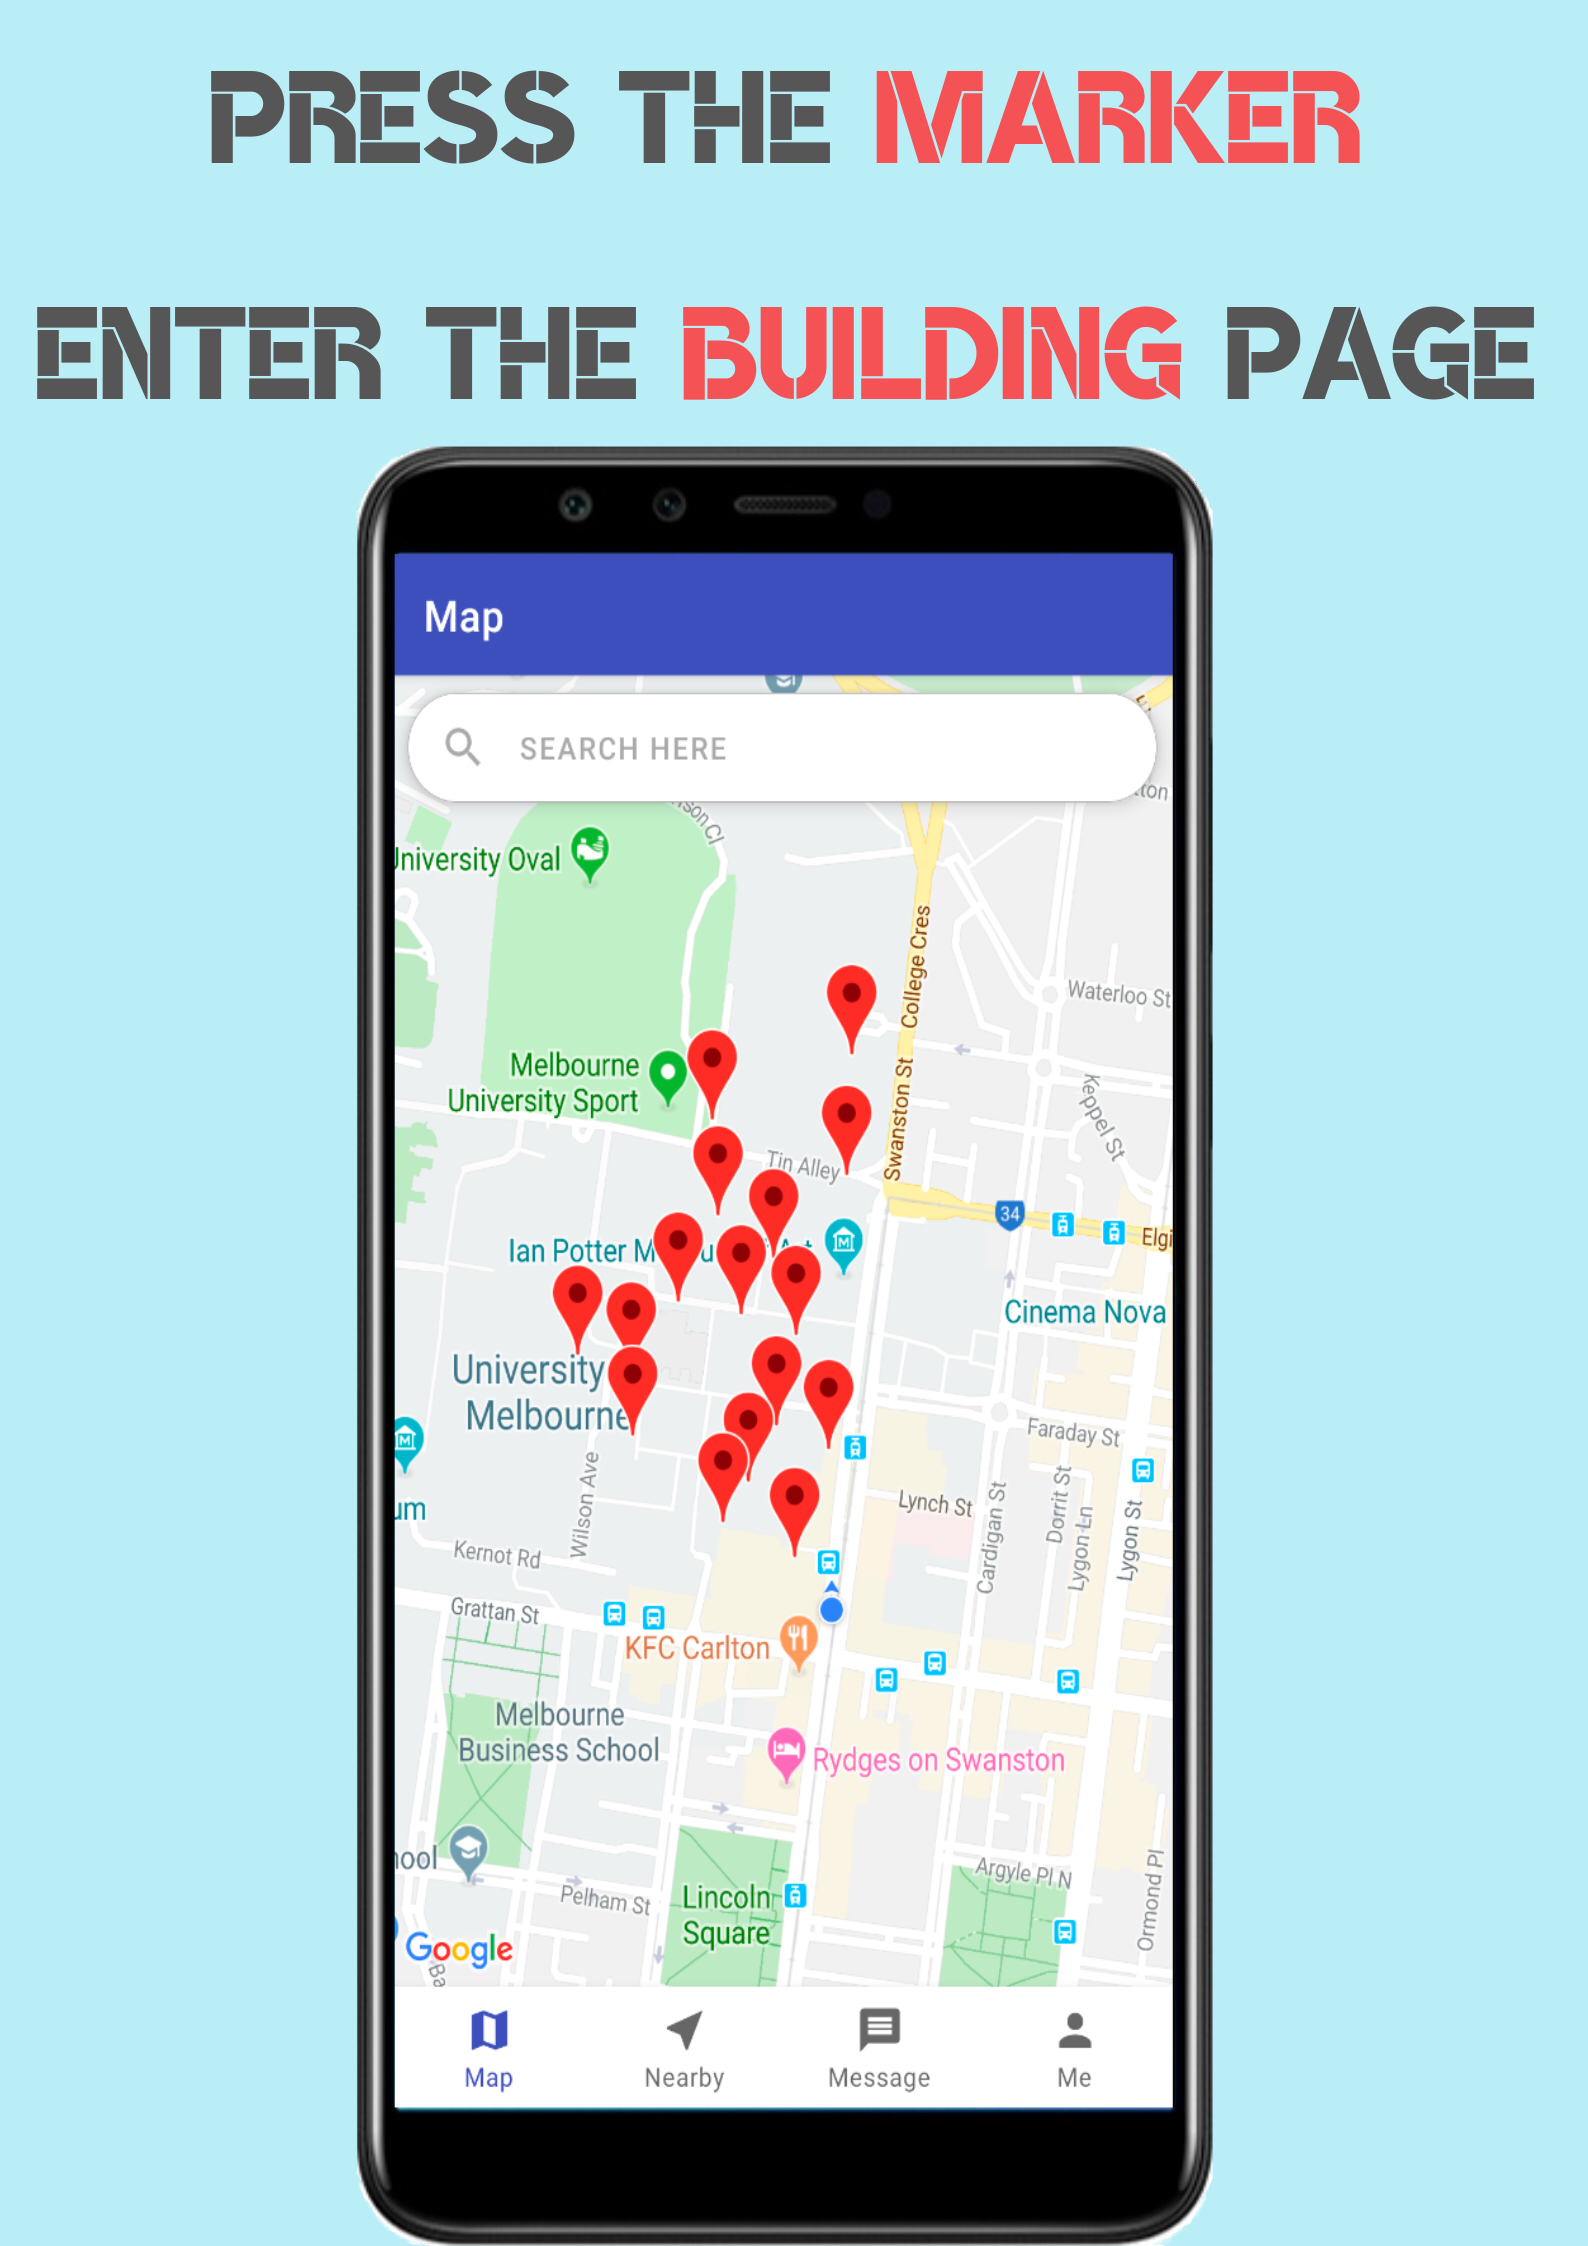 PRESS THE MARKER
ENTER THE BUILDING PAGE
Map
SEARCH HERE
University Oval
College Cres
Waterloo St
Melbourne
University Sport
Keppel St
Swanston St
Tin Alley
34
Ian Potter
Elgi
Cinema Nova
University
Melbourne
Faraday St
um
Lynch St
Wilson Ave
Cardigan St
Dorrit St
Lygon Ln
Lygon St
Kernot Rd
Grattan St
KFC Carlton
Melbourne
Business School
Rydges on Swanston
ool
Argyle Pl N
Pelham St
Lincoln
Square
Ormond Pl
Google
Ba
Map
Nearby
Message
Me